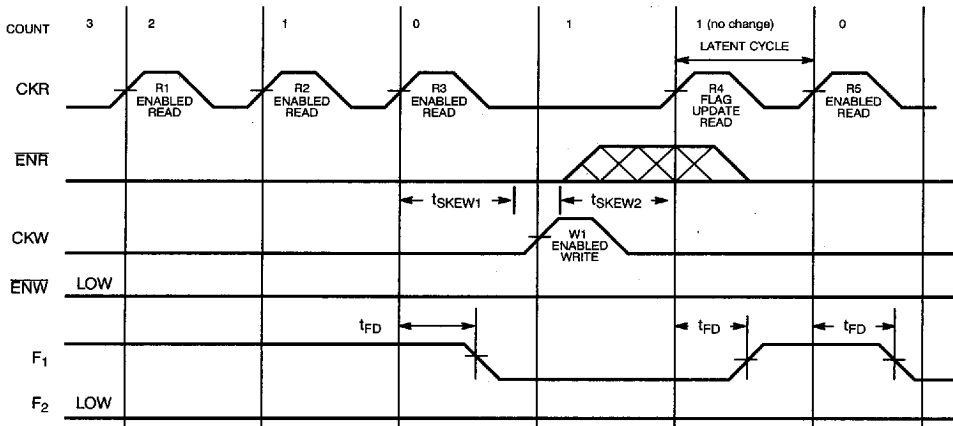 COUNT 3 2 1 0 1 1 (no change) 0
LATENT CYCLE
CKR
R1 ENABLED READ
R2 ENABLED READ
R3 ENABLED READ
R4 FLAG UPDATE READ
R5 ENABLED READ
ENR
tSKEW1 tSKEW2
CKW
W1 ENABLED WRITE
ENW LOW
tFD tFD tFD
F1
F2 LOW